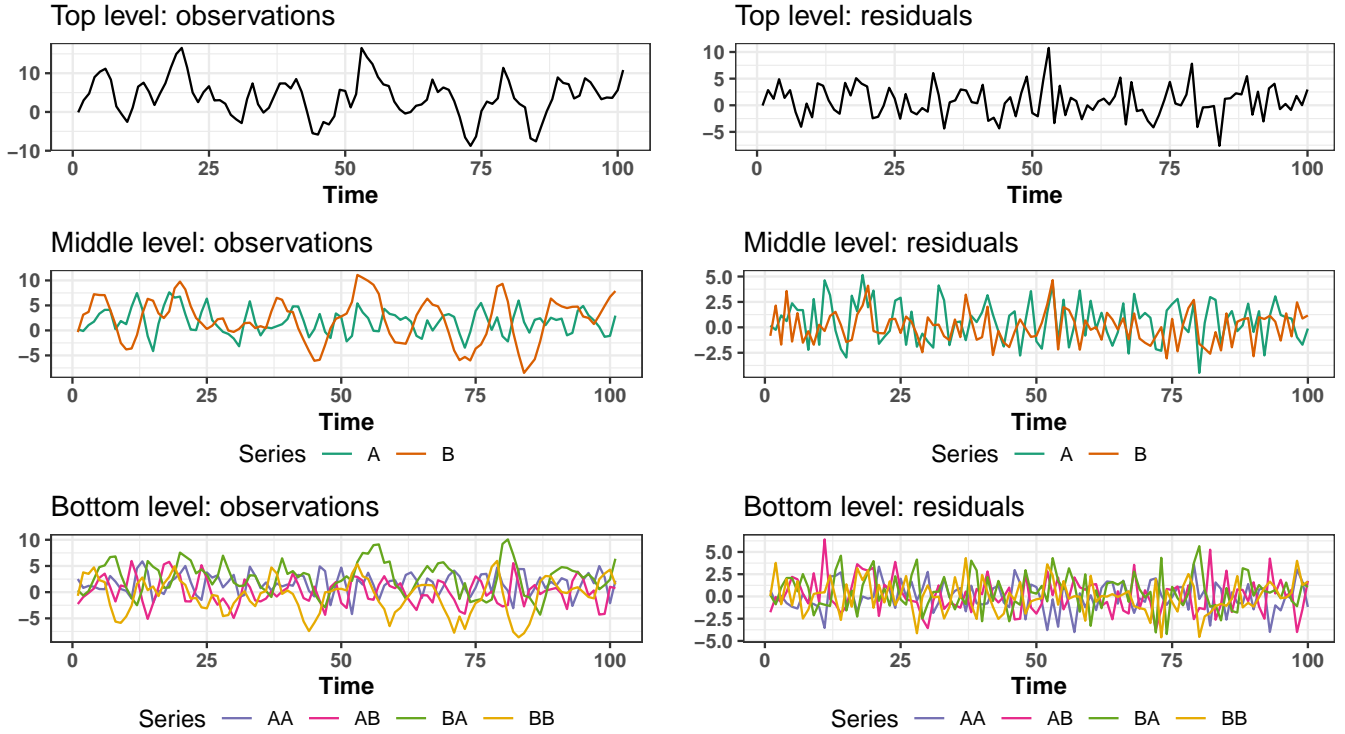 Top level: observations
10
0
−10
0 25 50 75 100
Time
Top level: residuals
10
5
0
−5
0 25 50 75 100
Time
Middle level: observations
10
5
0
−5
0 25 50 75 100
Time
Series A B
Middle level: residuals
5.0
2.5
0.0
−2.5
0 25 50 75 100
Time
Series A B
Bottom level: observations
10
5
0
−5
0 25 50 75 100
Time
Series AA AB BA BB
Bottom level: residuals
5.0
2.5
0.0
−2.5
−5.0
0 25 50 75 100
Time
Series AA AB BA BB